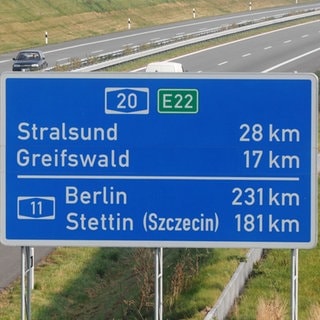 20 E22
Stralsund 28 km
Greifswald 17 km
11 Berlin 231 km
Stettin (Szczecin) 181 km